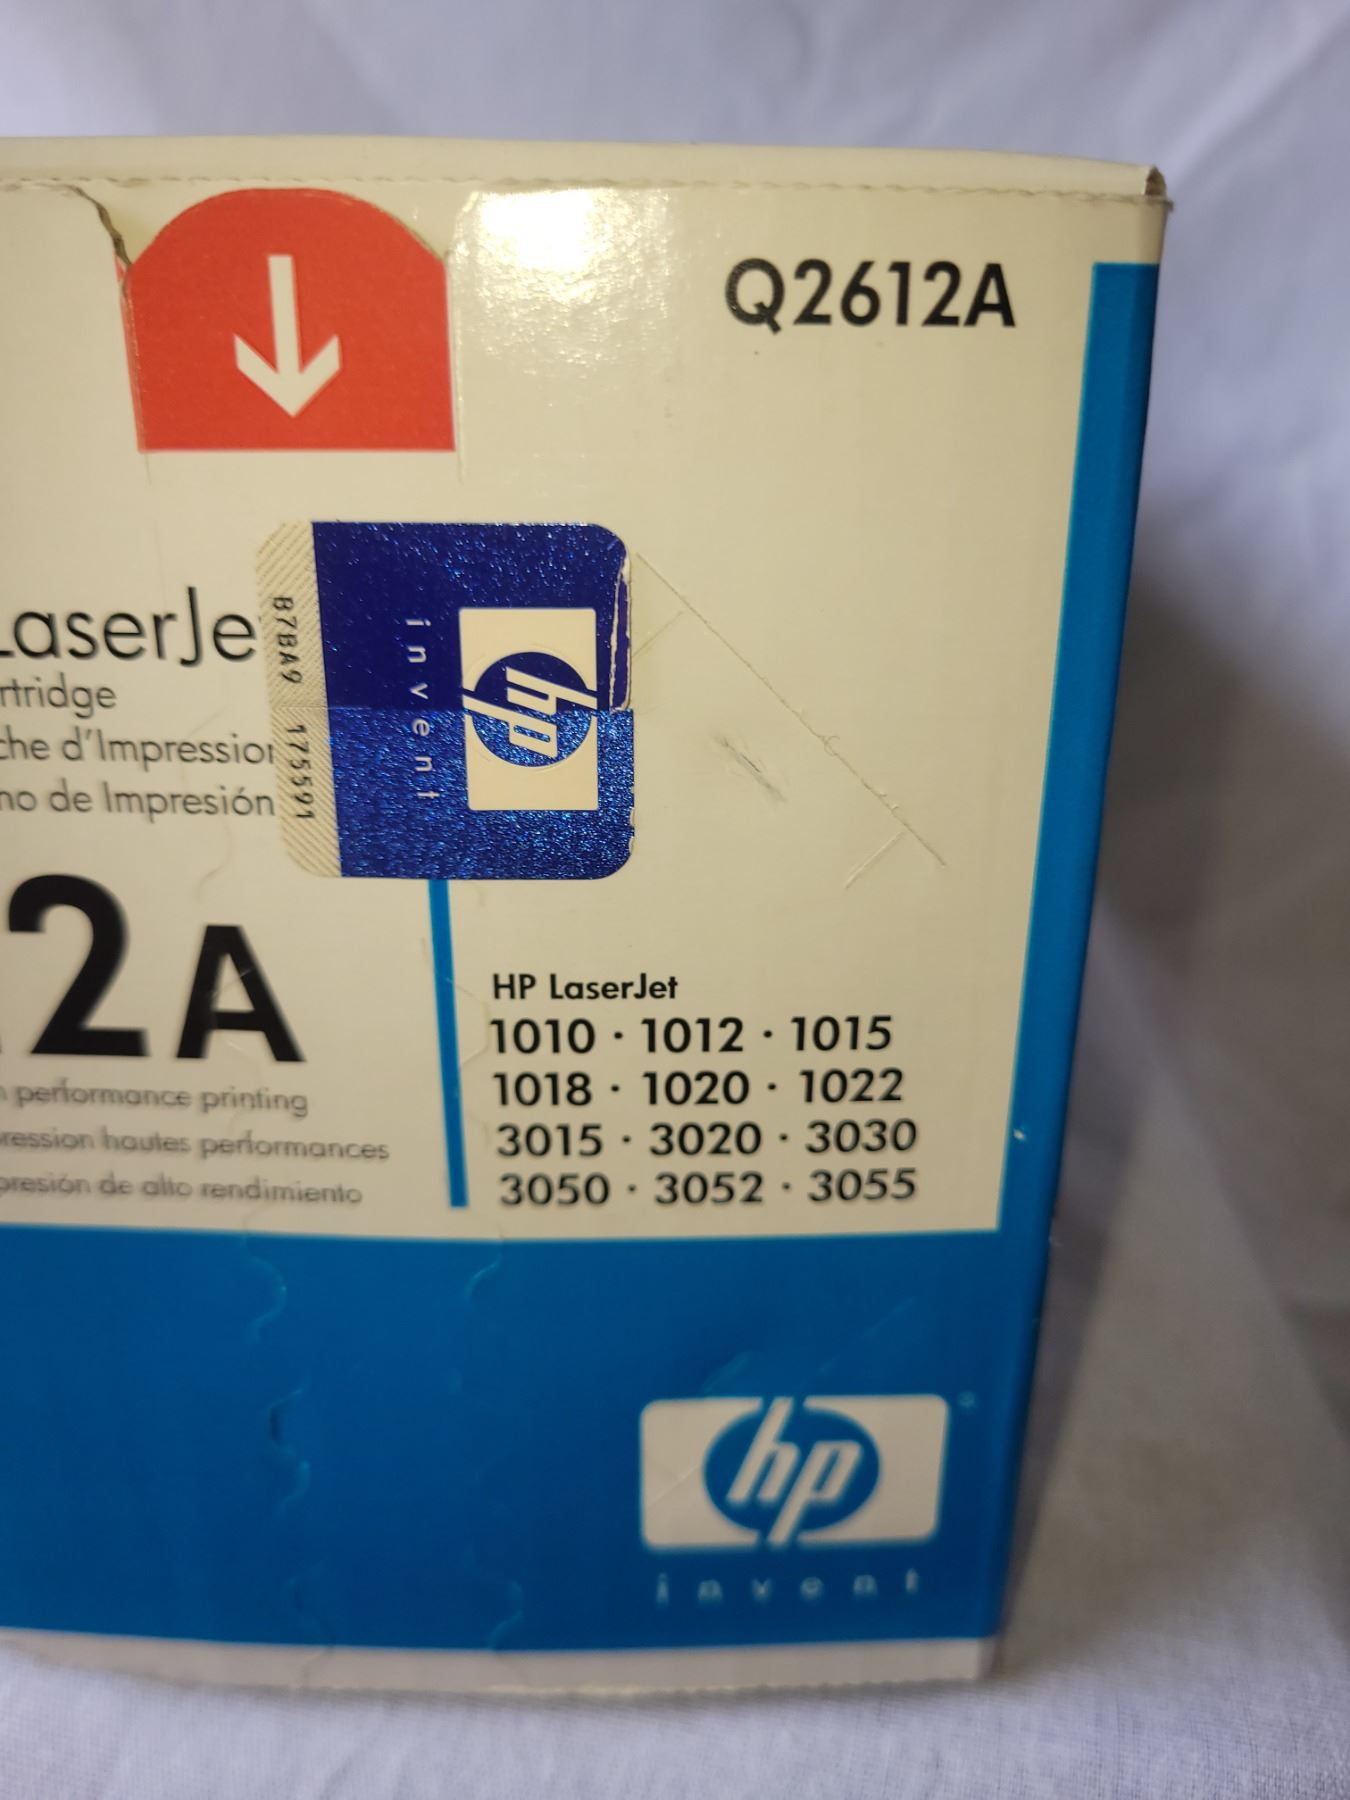 Q2612A
LaserJe
rtridge
che d'Impression
no de Impresión
B7BA9 175591
invent
hp
2A
performance printing
ression hautes performances
presión de alto rendimiento
HP LaserJet
1010 · 1012 · 1015
1018 · 1020 · 1022
3015 · 3020 · 3030
3050 · 3052 · 3055
hp
invent